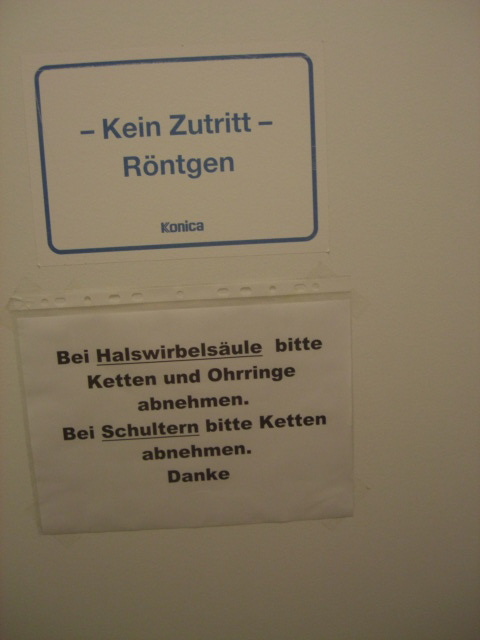 – Kein Zutritt –
Röntgen
Konica
Bei Halswirbelsäule bitte
Ketten und Ohrringe
abnehmen.
Bei Schultern bitte Ketten
abnehmen.
Danke